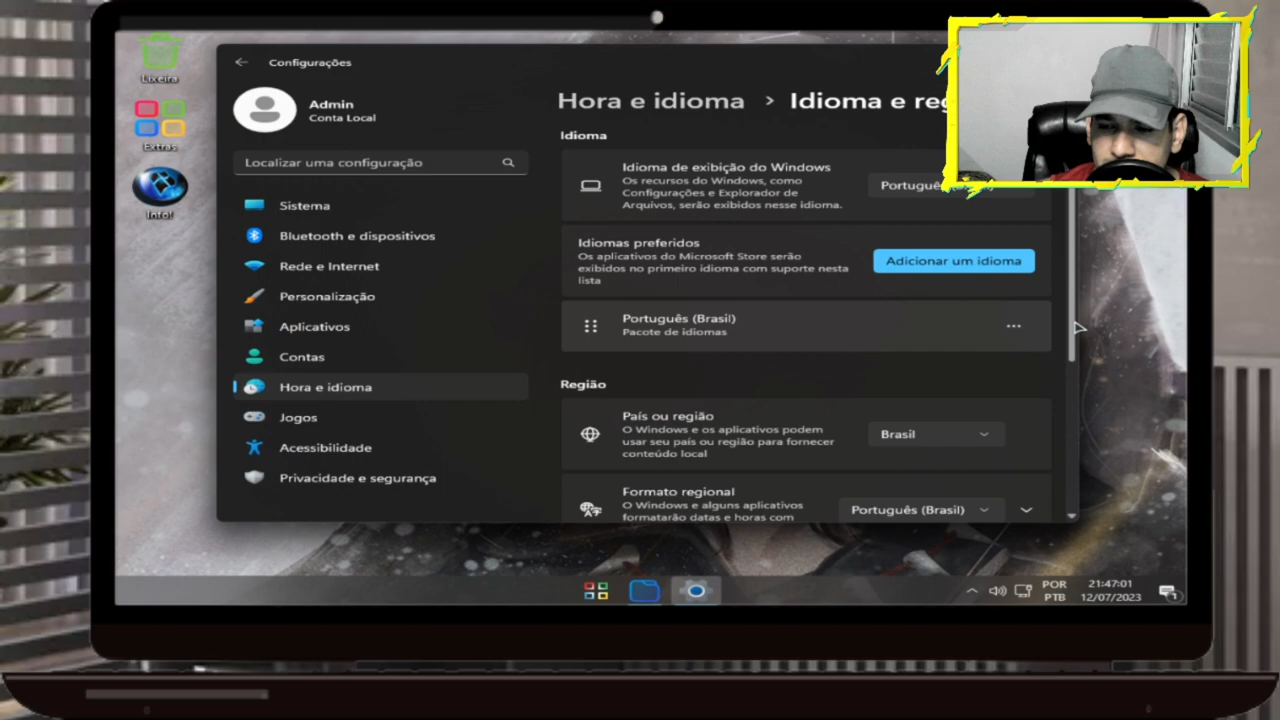 Lixeira
Extras
Info!
Configurações
Admin
Conta Local
Localizar uma configuração
Sistema
Bluetooth e dispositivos
Rede e Internet
Personalização
Aplicativos
Contas
Hora e idioma
Jogos
Acessibilidade
Privacidade e segurança
Hora e idioma > Idioma e reg
Idioma
Idioma de exibição do Windows
Os recursos do Windows, como
Configurações e Explorador de
Arquivos, serão exibidos nesse idioma.
Idiomas preferidos
Os aplicativos do Microsoft Store serão
exibidos no primeiro idioma com suporte nesta
lista
Adicionar um idioma
Português (Brasil)
Pacote de idiomas
Região
País ou região
O Windows e os aplicativos podem
usar seu país ou região para fornecer
conteúdo local
Brasil
Formato regional
O Windows e alguns aplicativos
formatarão datas e horas com
Português (Brasil)
POR
PTB
21:47:01
12/07/2023
1